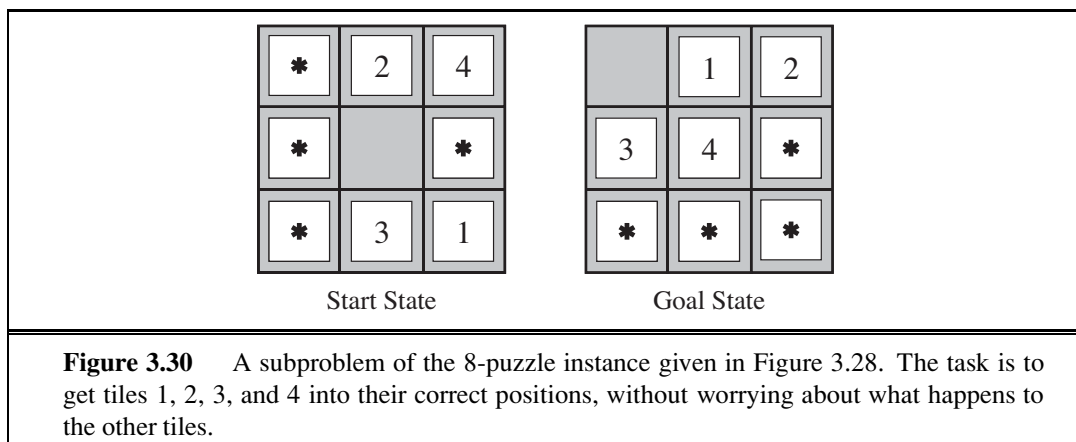 * 2 4
* *
* 3 1
Start State
1 2
3 4 *
* * *
Goal State
Figure 3.30 A subproblem of the 8-puzzle instance given in Figure 3.28. The task is to
get tiles 1, 2, 3, and 4 into their correct positions, without worrying about what happens to
the other tiles.